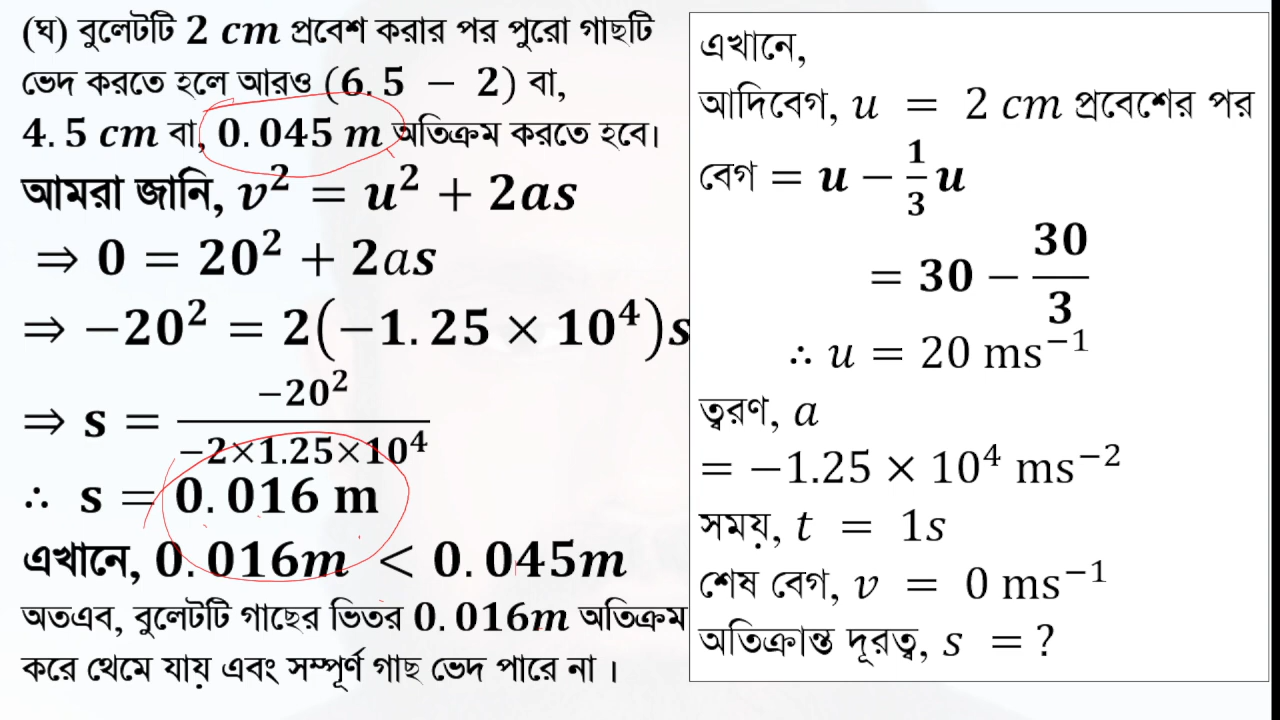 (ঘ) বুলেটটি 2 cm প্রবেশ করার পর পুরো গাছটি
ভেদ করতে হলে আরও (6.5 − 2) বা,
4.5 cm বা, 0.045 m অতিক্রম করতে হবে।
আমরা জানি, v² = u² + 2as
⇒ 0 = 20² + 2as
⇒ −20² = 2(−1.25 × 10⁴)s
⇒ s = −20² / −2×1.25×10⁴
∴ s = 0.016 m
এখানে, 0.016m < 0.045m
অতএব, বুলেটটি গাছের ভিতর 0.016m অতিক্রম
করে থেমে যায় এবং সম্পূর্ণ গাছ ভেদ পারে না ।
এখানে,
আদিবেগ, u = 2 cm প্রবেশের পর
বেগ = u − 1/3 u
= 30 − 30/3
∴ u = 20 ms⁻¹
ত্বরণ, a
= −1.25 × 10⁴ ms⁻²
সময়, t = 1s
শেষ বেগ, v = 0 ms⁻¹
অতিক্রান্ত দূরত্ব, s = ?